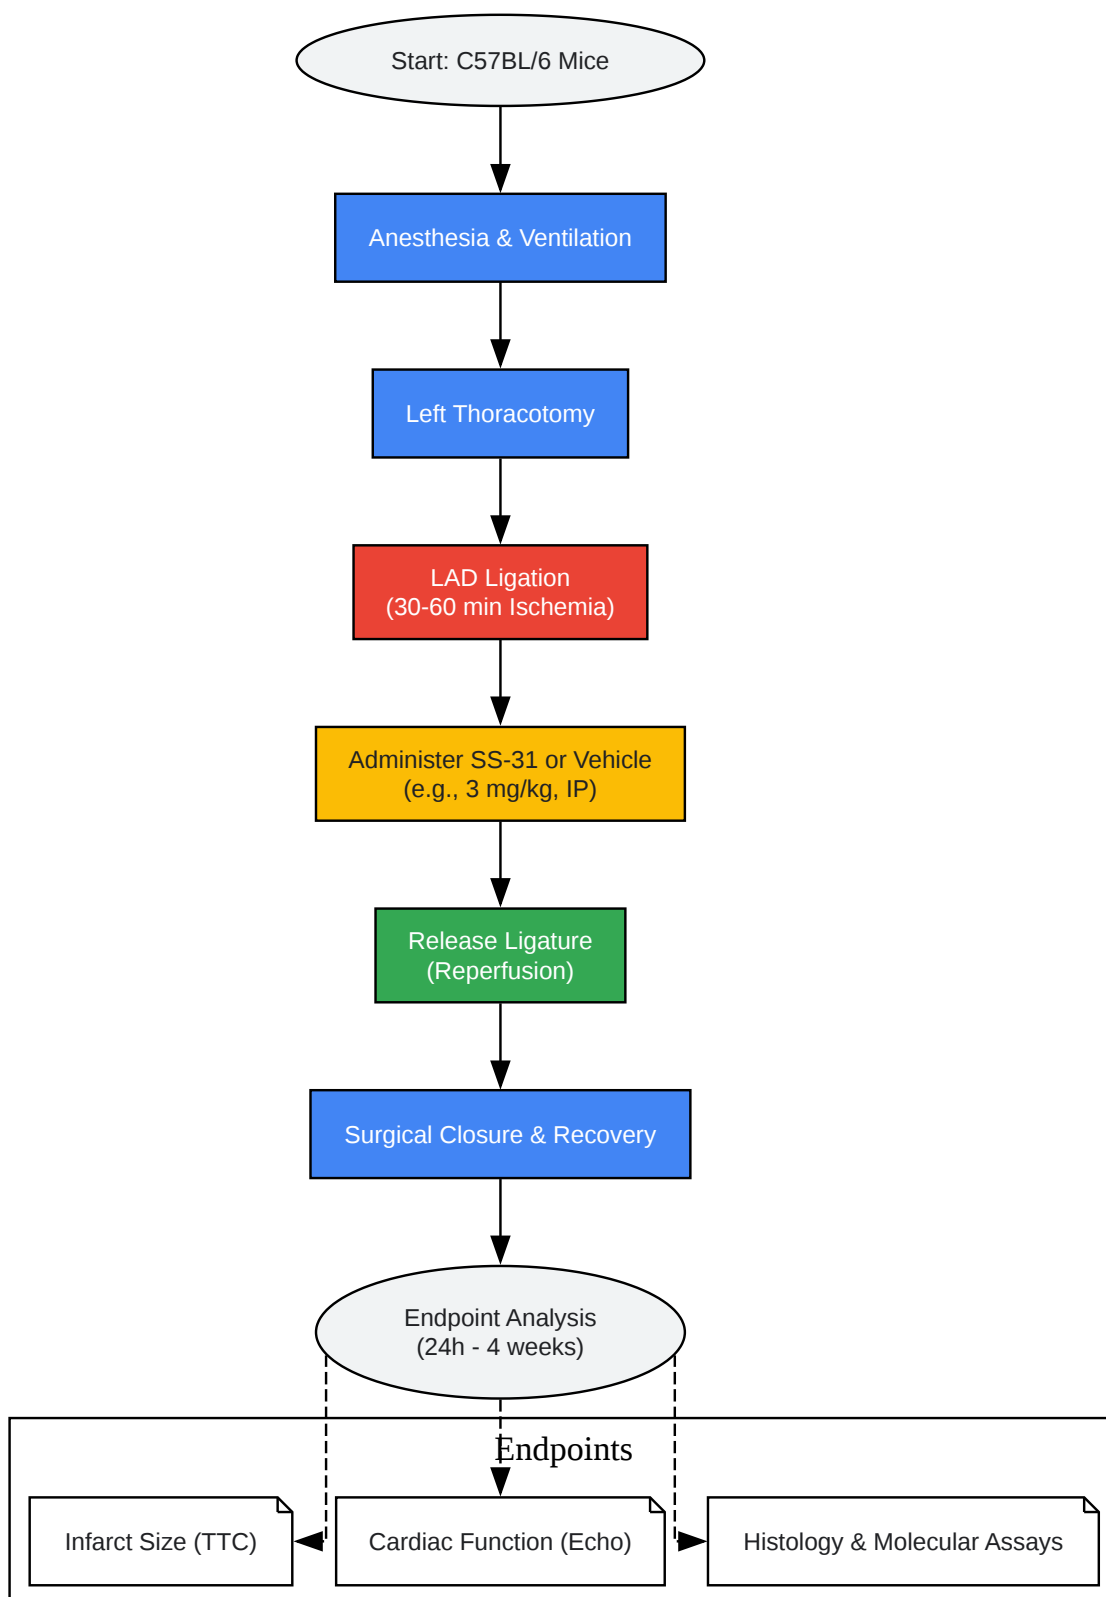 Start: C57BL/6 Mice
Anesthesia & Ventilation
Left Thoracotomy
LAD Ligation
(30-60 min Ischemia)
Administer SS-31 or Vehicle
(e.g., 3 mg/kg, IP)
Release Ligature
(Reperfusion)
Surgical Closure & Recovery
Endpoint Analysis
(24h - 4 weeks)
Endpoints
Infarct Size (TTC)
Cardiac Function (Echo)
Histology & Molecular Assays